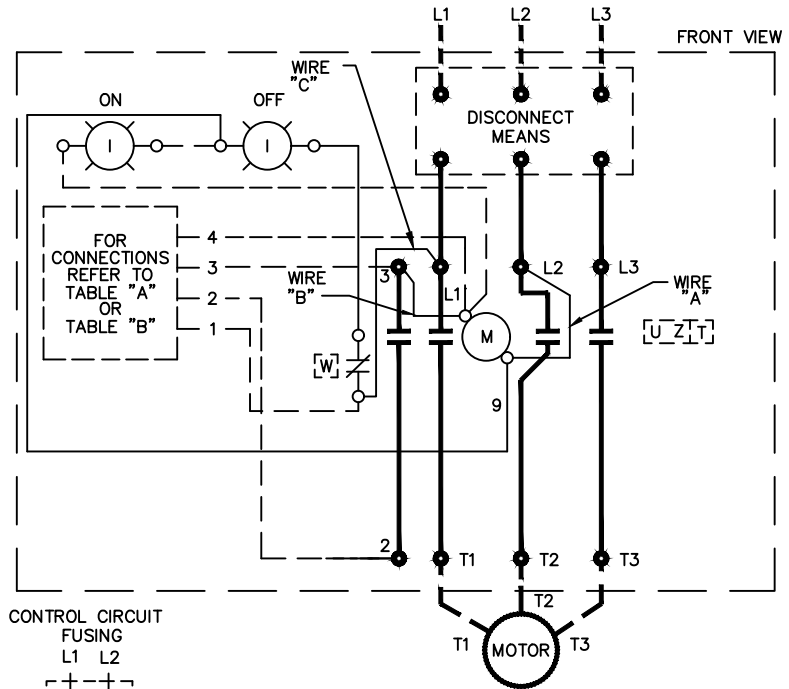 L1 L2 L3
FRONT VIEW
WIRE
"C"
ON OFF
DISCONNECT
MEANS
I I
FOR
CONNECTIONS
REFER TO
TABLE "A"
OR
TABLE "B"
4
3
2
1
3
WIRE
"B"
L1
L2
L3
WIRE
"A"
M
U Z T
W
9
2
T1 T2 T3
T2
T1 MOTOR T3
CONTROL CIRCUIT
FUSING
L1 L2